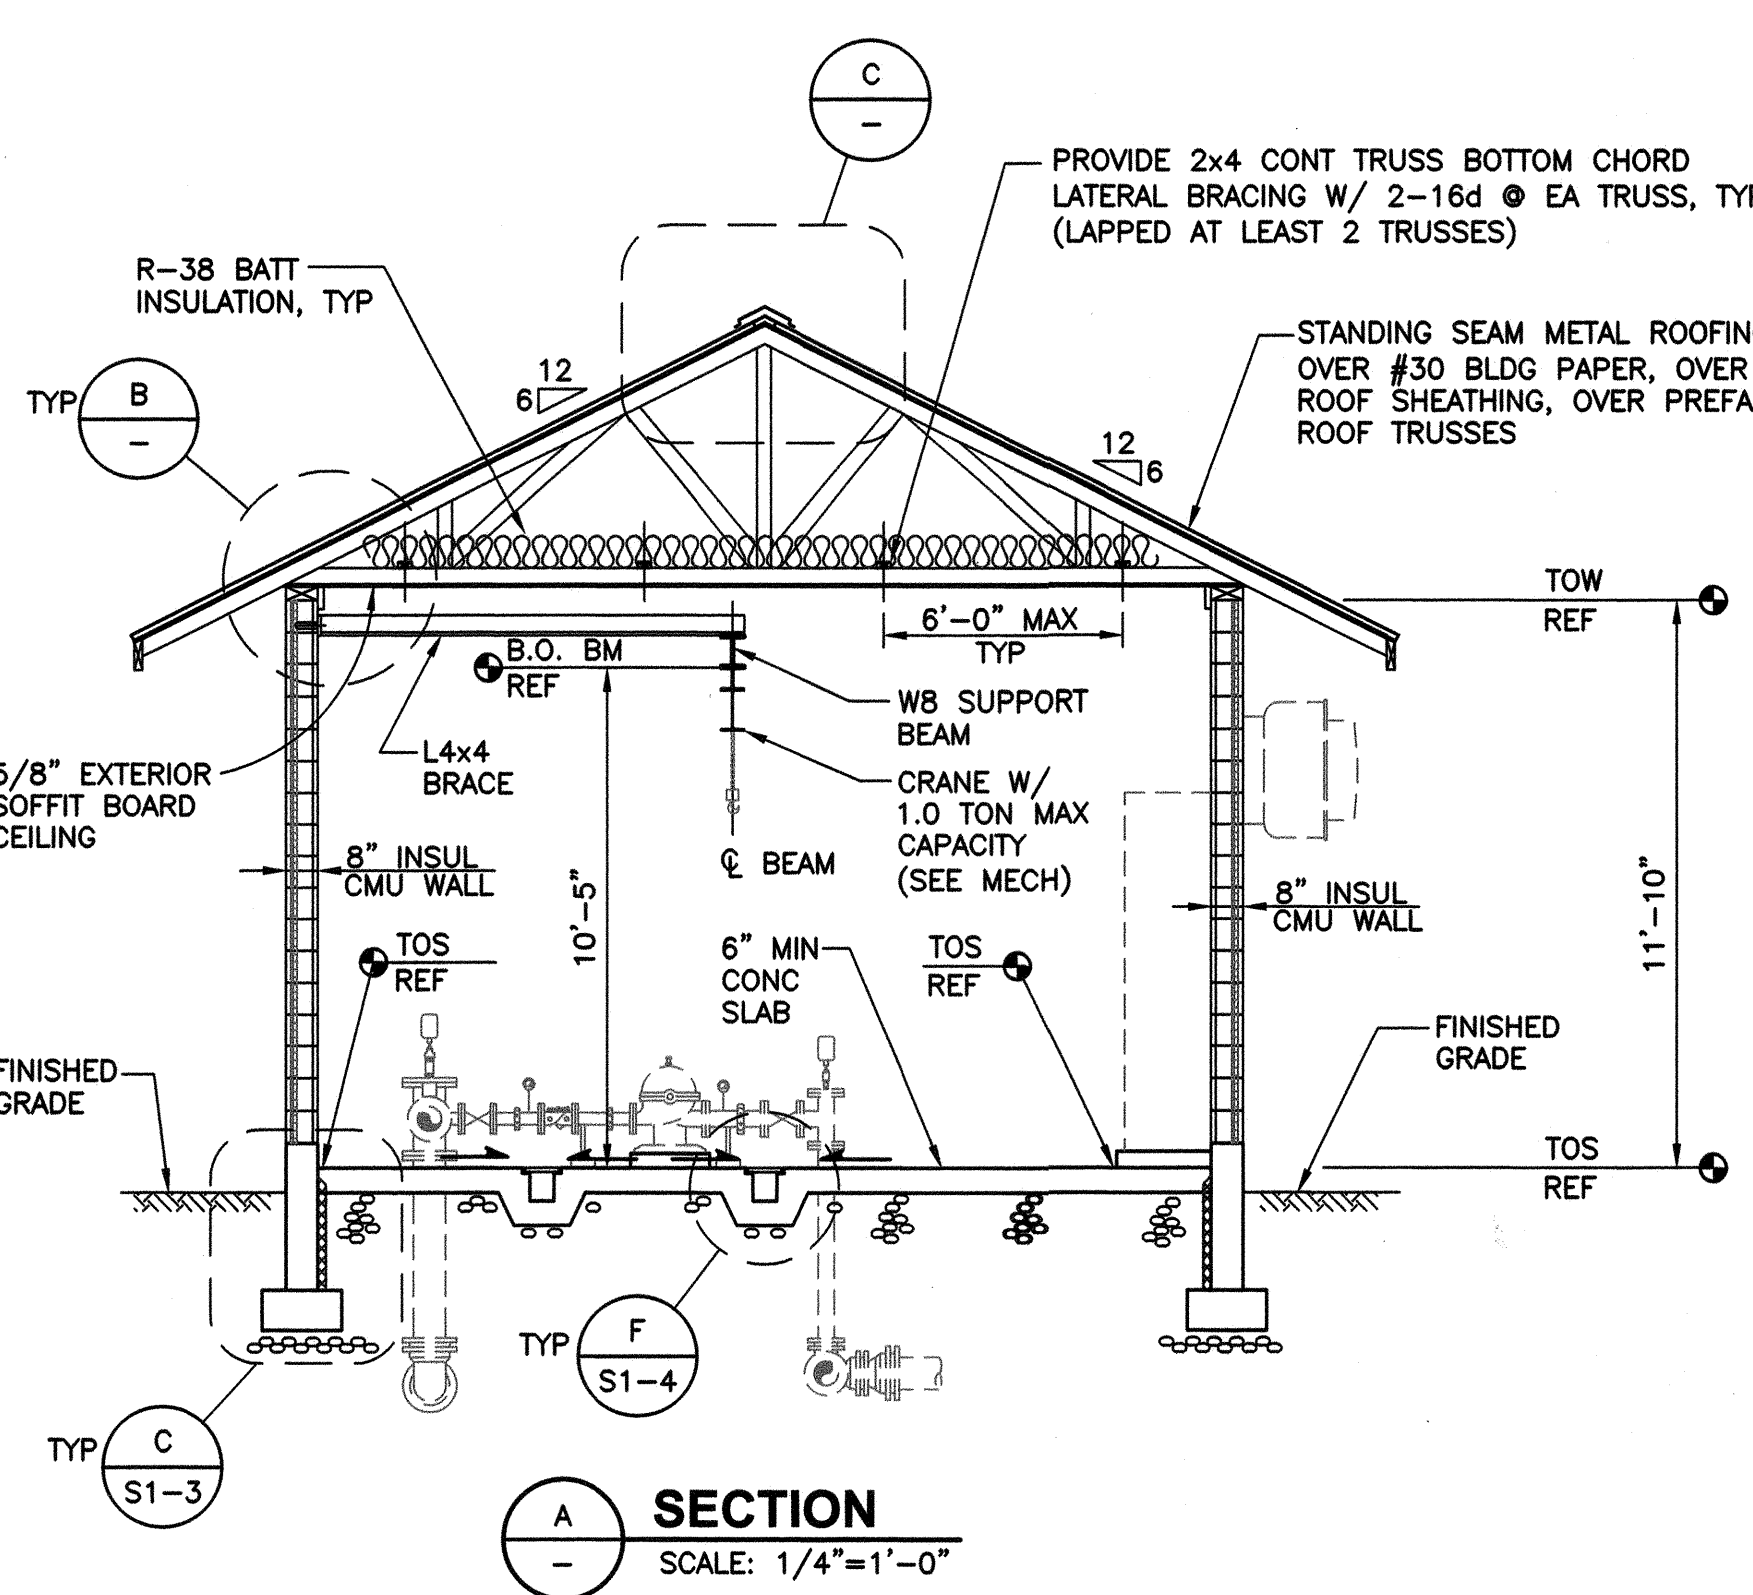 C
–
PROVIDE 2x4 CONT TRUSS BOTTOM CHORD
LATERAL BRACING W/ 2–16d @ EA TRUSS, TYP
(LAPPED AT LEAST 2 TRUSSES)
R–38 BATT
INSULATION, TYP
STANDING SEAM METAL ROOFING
OVER #30 BLDG PAPER, OVER
ROOF SHEATHING, OVER PREFA
ROOF TRUSSES
12
6
TYP
B
–
12
6
TOW
REF
6'–0" MAX
TYP
B.O. BM
REF
W8 SUPPORT
BEAM
L4x4
BRACE
5/8" EXTERIOR
SOFFIT BOARD
CEILING
CRANE W/
1.0 TON MAX
CAPACITY
(SEE MECH)
℄ BEAM
8" INSUL
CMU WALL
10'–5"
8" INSUL
CMU WALL
11'–10"
TOS
REF
6" MIN
CONC
SLAB
TOS
REF
FINISHED
GRADE
FINISHED
GRADE
TOS
REF
TYP
F
S1–4
TYP
C
S1–3
A
–
SECTION
SCALE: 1/4"=1'–0"